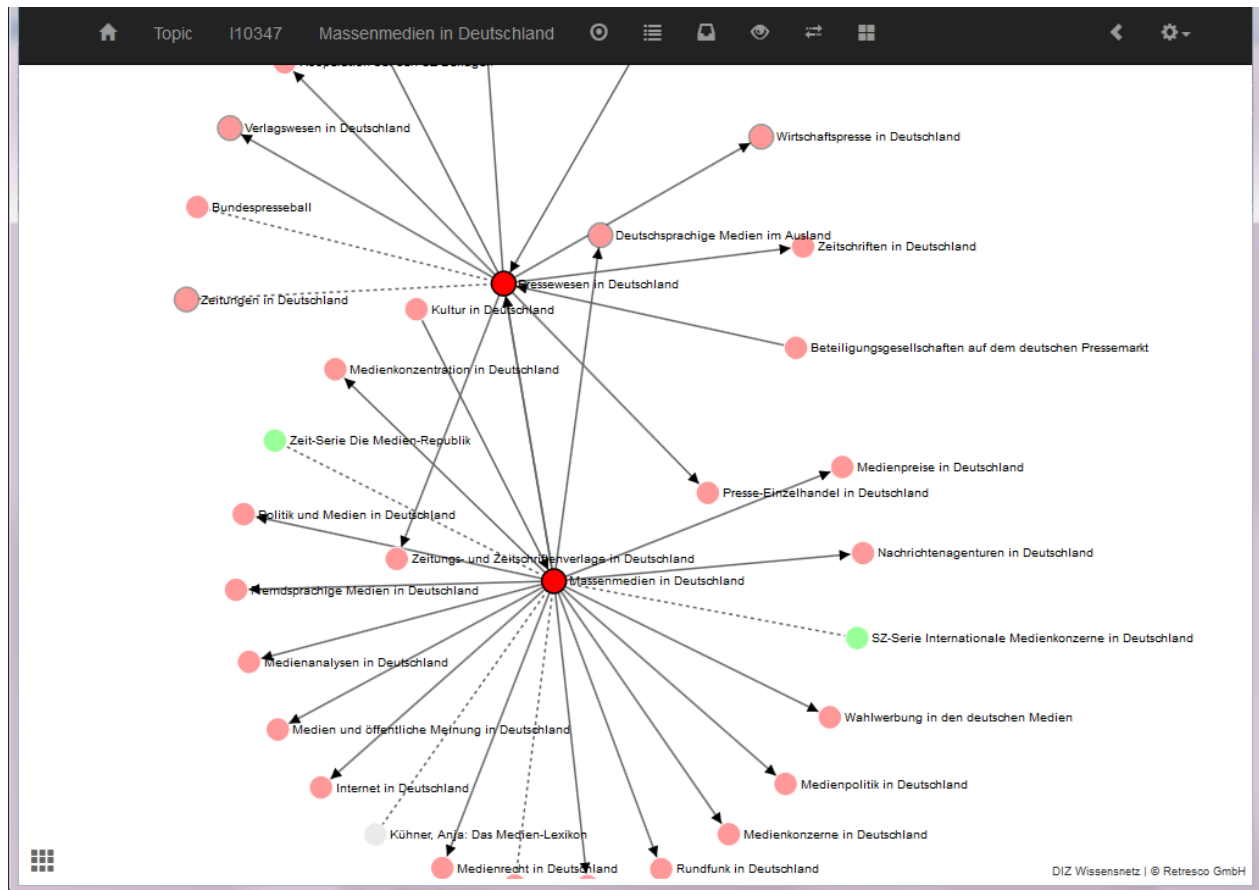 Topic I10347 Massenmedien in Deutschland
Verlagswesen in Deutschland
Wirtschaftspresse in Deutschland
Bundespresseball
Deutschsprachige Medien im Ausland
Zeitschriften in Deutschland
Pressewesen in Deutschland
Zeitungen in Deutschland
Kultur in Deutschland
Beteiligungsgesellschaften auf dem deutschen Pressemarkt
Medienkonzentration in Deutschland
Zeit-Serie Die Medien-Republik
Medienpreise in Deutschland
Presse-Einzelhandel in Deutschland
Politik und Medien in Deutschland
Nachrichtenagenturen in Deutschland
Zeitungs- und Zeitschriftenverlage in Deutschland
Massenmedien in Deutschland
Fremdsprachige Medien in Deutschland
SZ-Serie Internationale Medienkonzerne in Deutschland
Medienanalysen in Deutschland
Wahlwerbung in den deutschen Medien
Medien und öffentliche Meinung in Deutschland
Medienpolitik in Deutschland
Internet in Deutschland
Kühner, Anja: Das Medien-Lexikon
Medienkonzerne in Deutschland
Medienrecht in Deutschland
Rundfunk in Deutschland
DIZ Wissensnetz | © Retresco GmbH